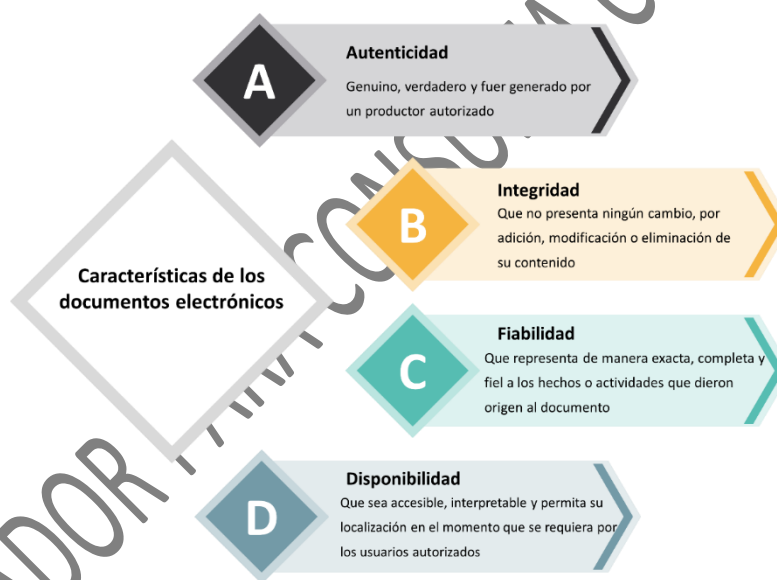 A
Autenticidad
Genuino, verdadero y fuer generado por
un productor autorizado
Características de los
documentos electrónicos
B
Integridad
Que no presenta ningún cambio, por
adición, modificación o eliminación de
su contenido
C
Fiabilidad
Que representa de manera exacta, completa y
fiel a los hechos o actividades que dieron
origen al documento
D
Disponibilidad
Que sea accesible, interpretable y permita su
localización en el momento que se requiera por
los usuarios autorizados